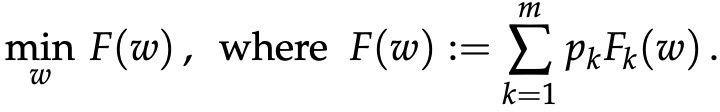 min_w F(w), where F(w) := ∑_{k=1}^{m} p_k F_k(w).